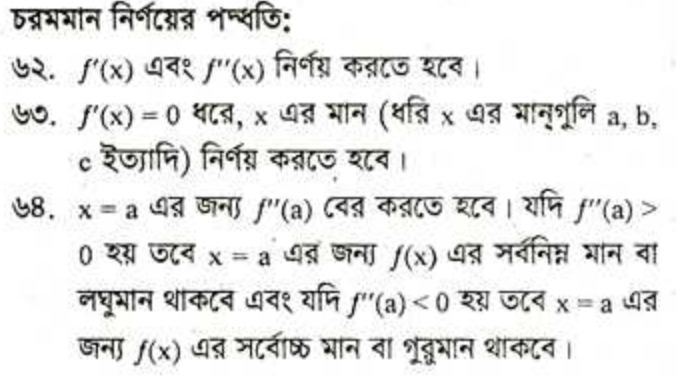 চরমমান নির্ণয়ের পদ্ধতি:
৬২. f'(x) এবং f''(x) নির্ণয় করতে হবে।
৬৩. f'(x) = 0 ধরে, x এর মান (ধরি x এর মান্গুলি a, b,
c ইত্যাদি) নির্ণয় করতে হবে।
৬৪. x = a এর জন্য f''(a) বের করতে হবে। যদি f''(a) >
0 হয় তবে x = a এর জন্য f(x) এর সর্বনিম্ন মান বা
লঘুমান থাকবে এবং যদি f''(a) < 0 হয় তবে x = a এর
জন্য f(x) এর সর্বোচ্চ মান বা গুরুমান থাকবে।